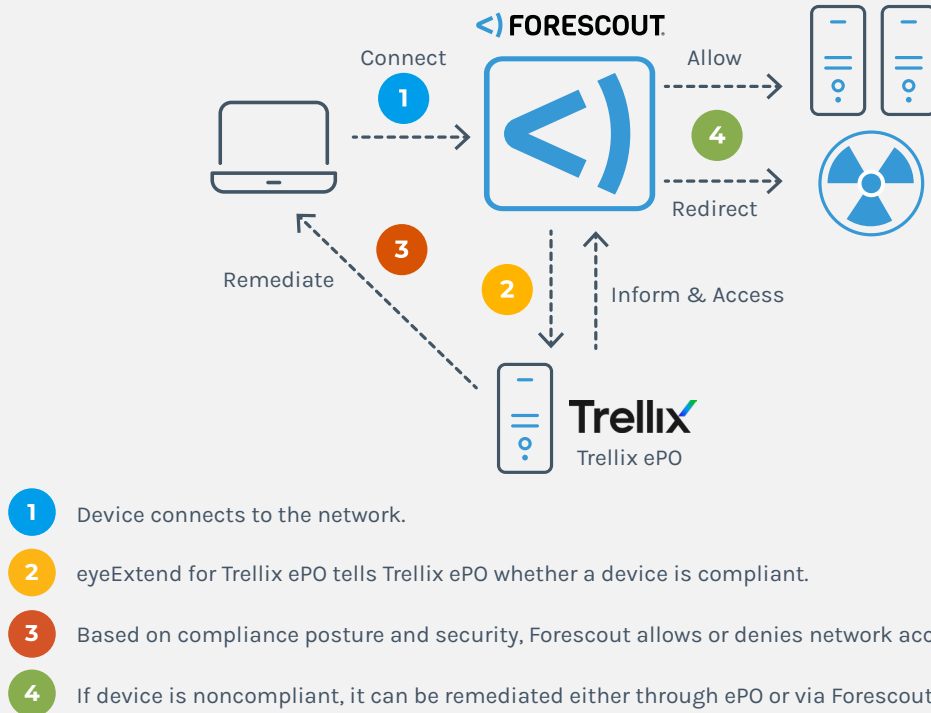 FORESCOUT.
Connect
Allow
1
4
Redirect
3
Remediate
2
Inform & Access
Trellix
Trellix ePO
1 Device connects to the network.
2 eyeExtend for Trellix ePO tells Trellix ePO whether a device is compliant.
3 Based on compliance posture and security, Forescout allows or denies network
4 If device is noncompliant, it can be remediated either through ePO or via Forescout